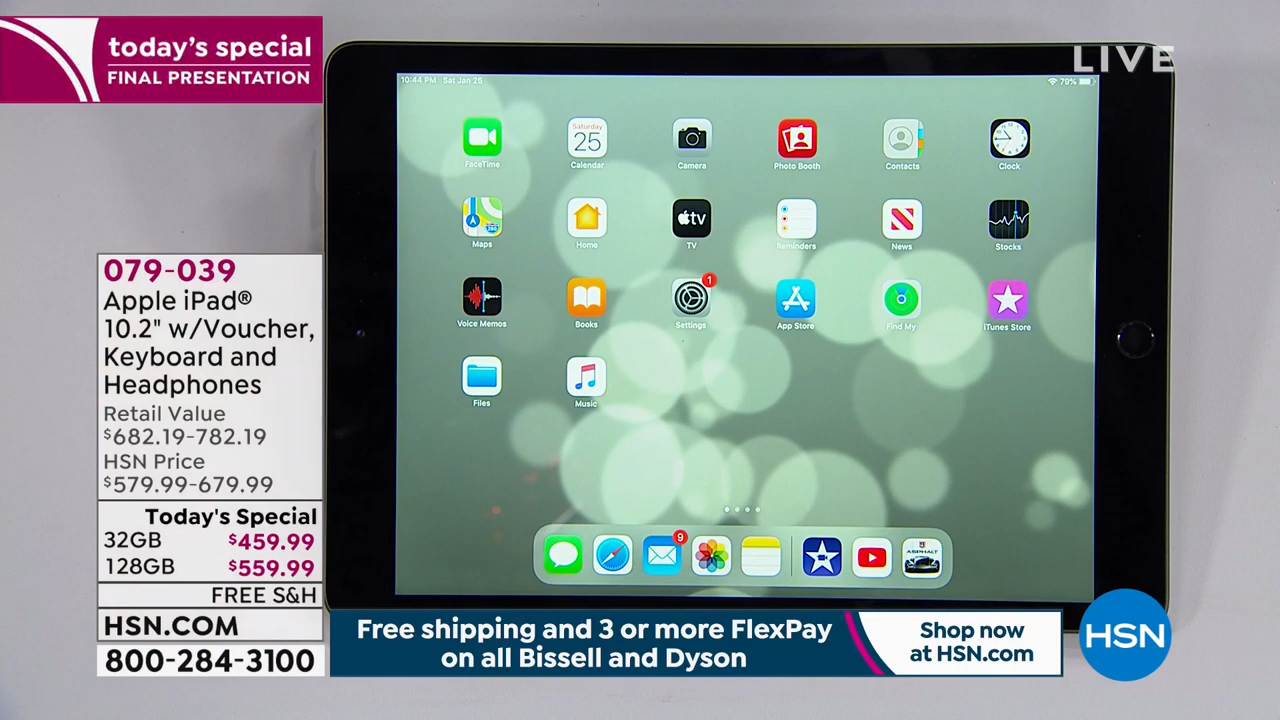 today's special
FINAL PRESENTATION
LIVE
10:44 PM Sat Jan 25
79%
FaceTime
Saturday
25
Calendar
Camera
Photo Booth
Contacts
Clock
Maps
Home
tv
TV
Reminders
News
Stocks
Voice Memos
Books
1
Settings
App Store
Find My
iTunes Store
Files
Music
9
ASPHALT
079-039
Apple iPad®
10.2" w/Voucher,
Keyboard and
Headphones
Retail Value
$682.19-782.19
HSN Price
$579.99-679.99
Today's Special
32GB $459.99
128GB $559.99
FREE S&H
HSN.COM
800-284-3100
Free shipping and 3 or more FlexPay
on all Bissell and Dyson
Shop now
at HSN.com
HSN